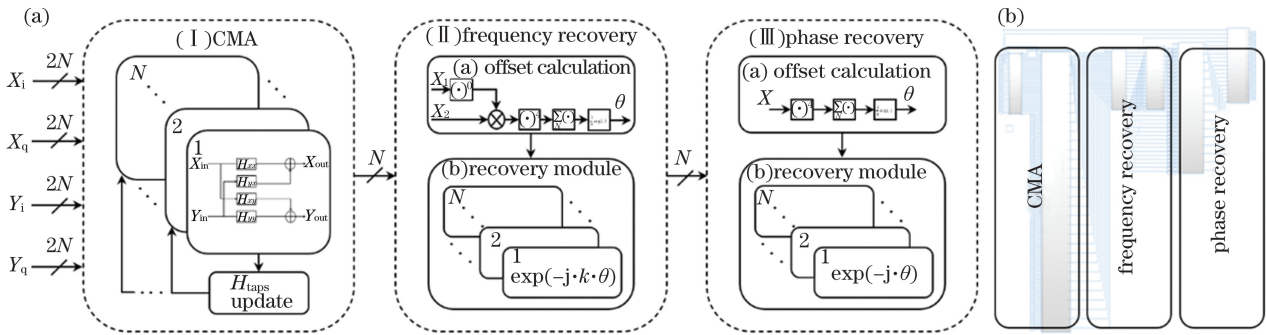 (a)
2N
Xi
2N
Xq
2N
Yi
2N
Yq
(Ⅰ)CMA
N
2
1
Xin
Hxx
Xout
Hyx
Hxy
Yin
Hyy
Yout
Htaps
update
N
(Ⅱ)frequency recovery
(a) offset calculation
X1
(·)
X2
(·)
Σ(·)
N
θ
(b)recovery module
N
2
1
exp(−j·k·θ)
N
(Ⅲ)phase recovery
(a) offset calculation
X
(·)⁴
Σ(·)
N
θ
(b)recovery module
N
2
1
exp(−j·θ)
(b)
CMA
frequency recovery
phase recovery